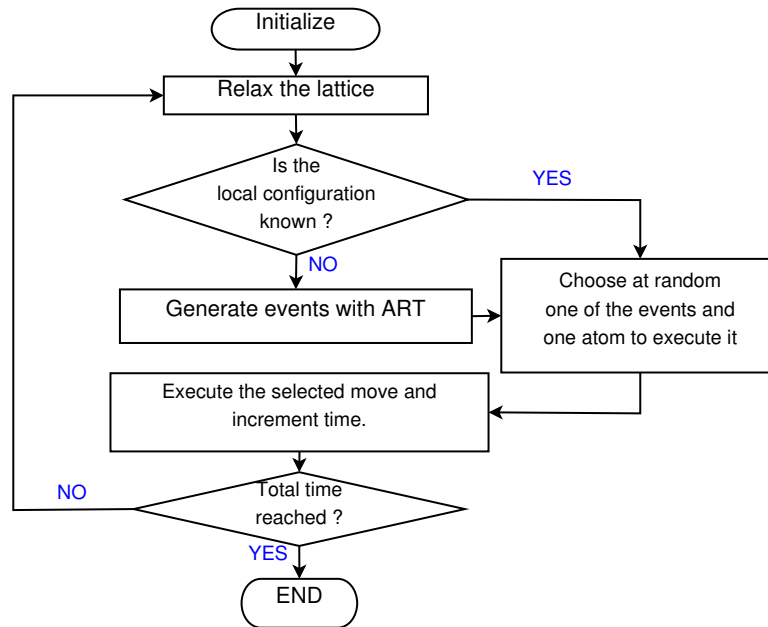 Initialize
Relax the lattice
Is the
local configuration
known ?
YES
NO
Generate events with ART
Choose at random
one of the events and
one atom to execute it
Execute the selected move and
increment time.
NO
Total time
reached ?
YES
END